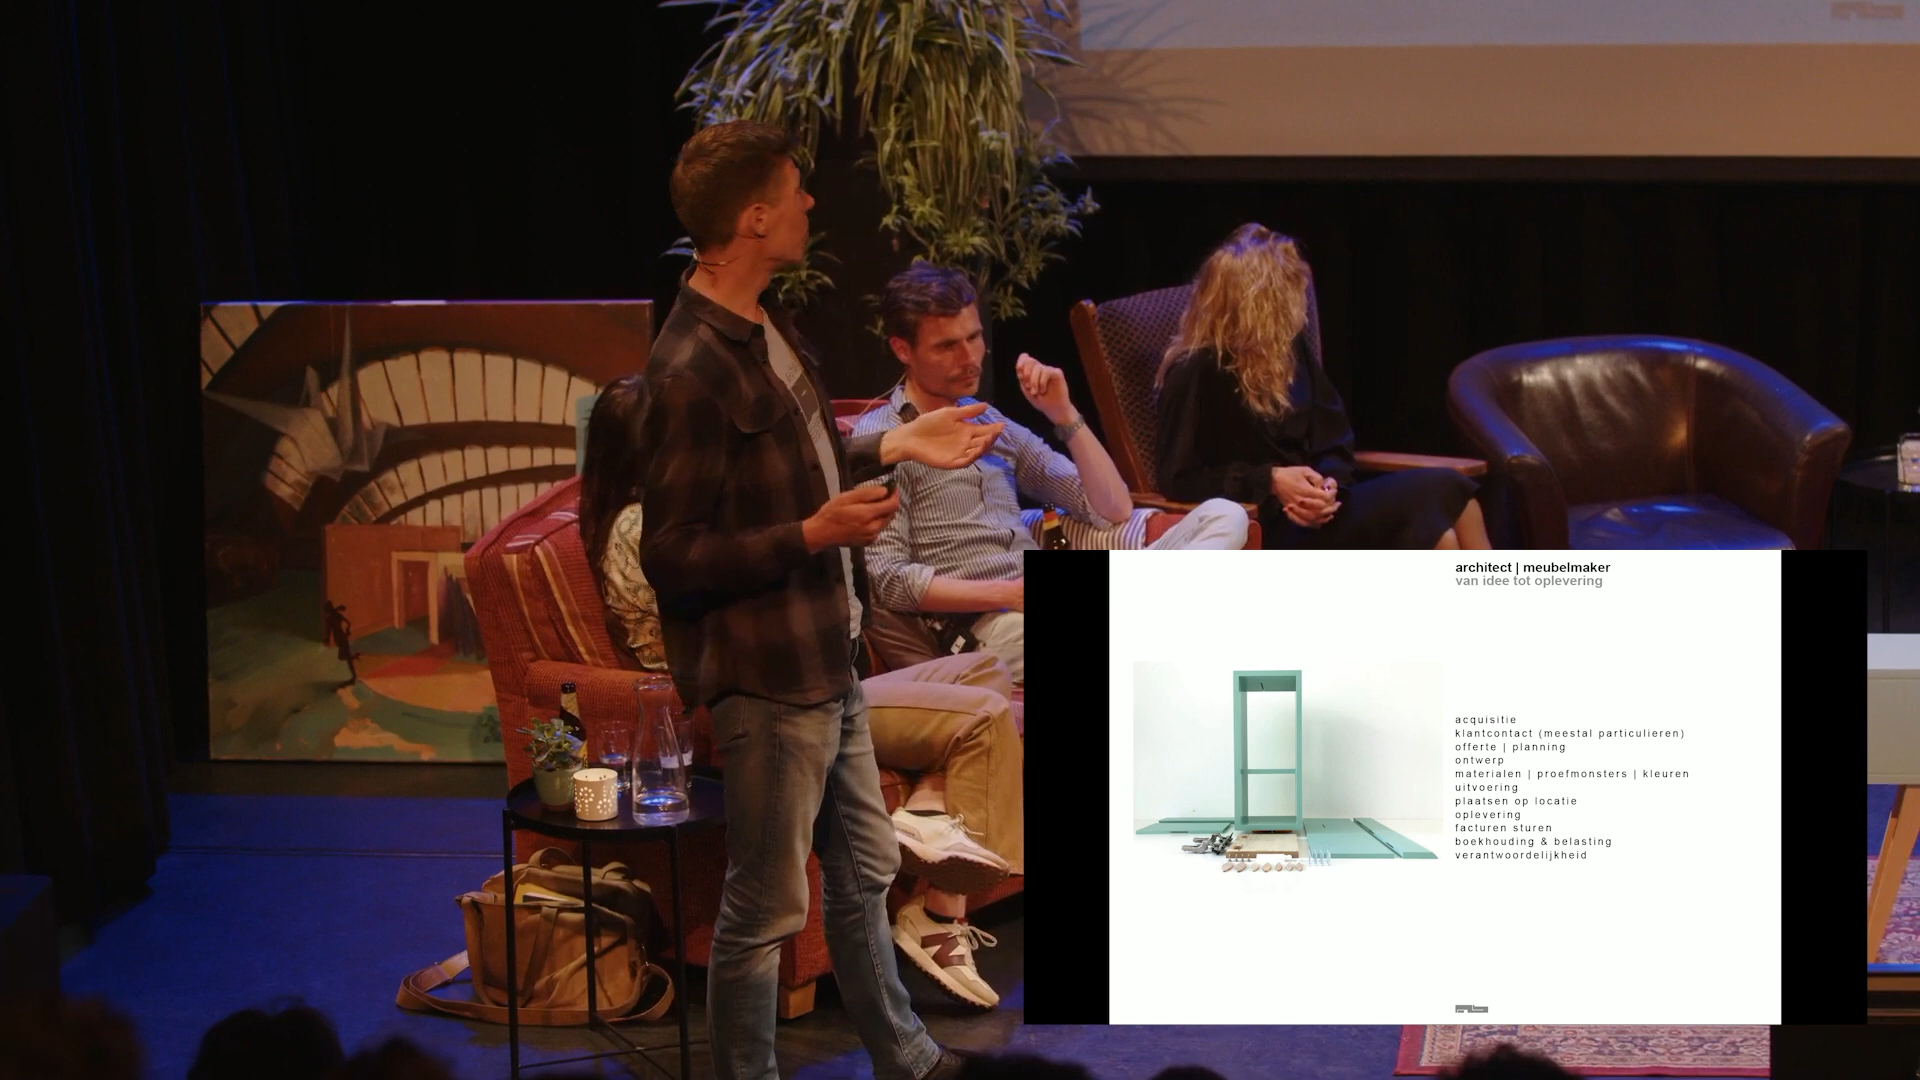 architect | meubelmaker
van idee tot oplevering
acquisitie
klantcontact (meestal particulieren)
offerte | planning
ontwerp
materialen | proefmonsters | kleuren
uitvoering
plaatsen op locatie
oplevering
facturen sturen
boekhouding & belasting
verantwoordelijkheid